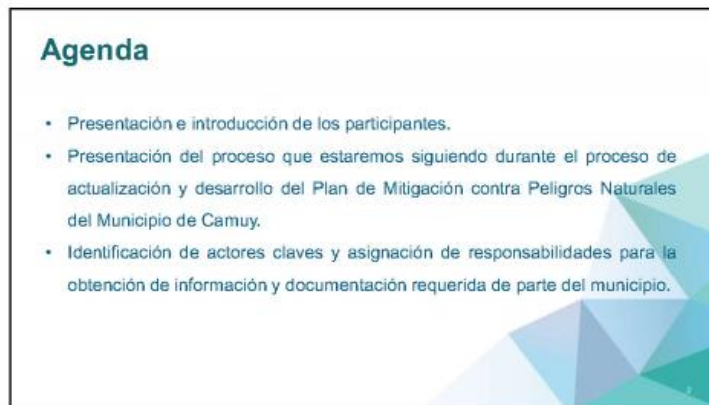 Agenda
• Presentación e introducción de los participantes.
• Presentación del proceso que estaremos siguiendo durante el proceso de
actualización y desarrollo del Plan de Mitigación contra Peligros Naturales
del Municipio de Camuy.
• Identificación de actores claves y asignación de responsabilidades para la
obtención de información y documentación requerida de parte del municipio.